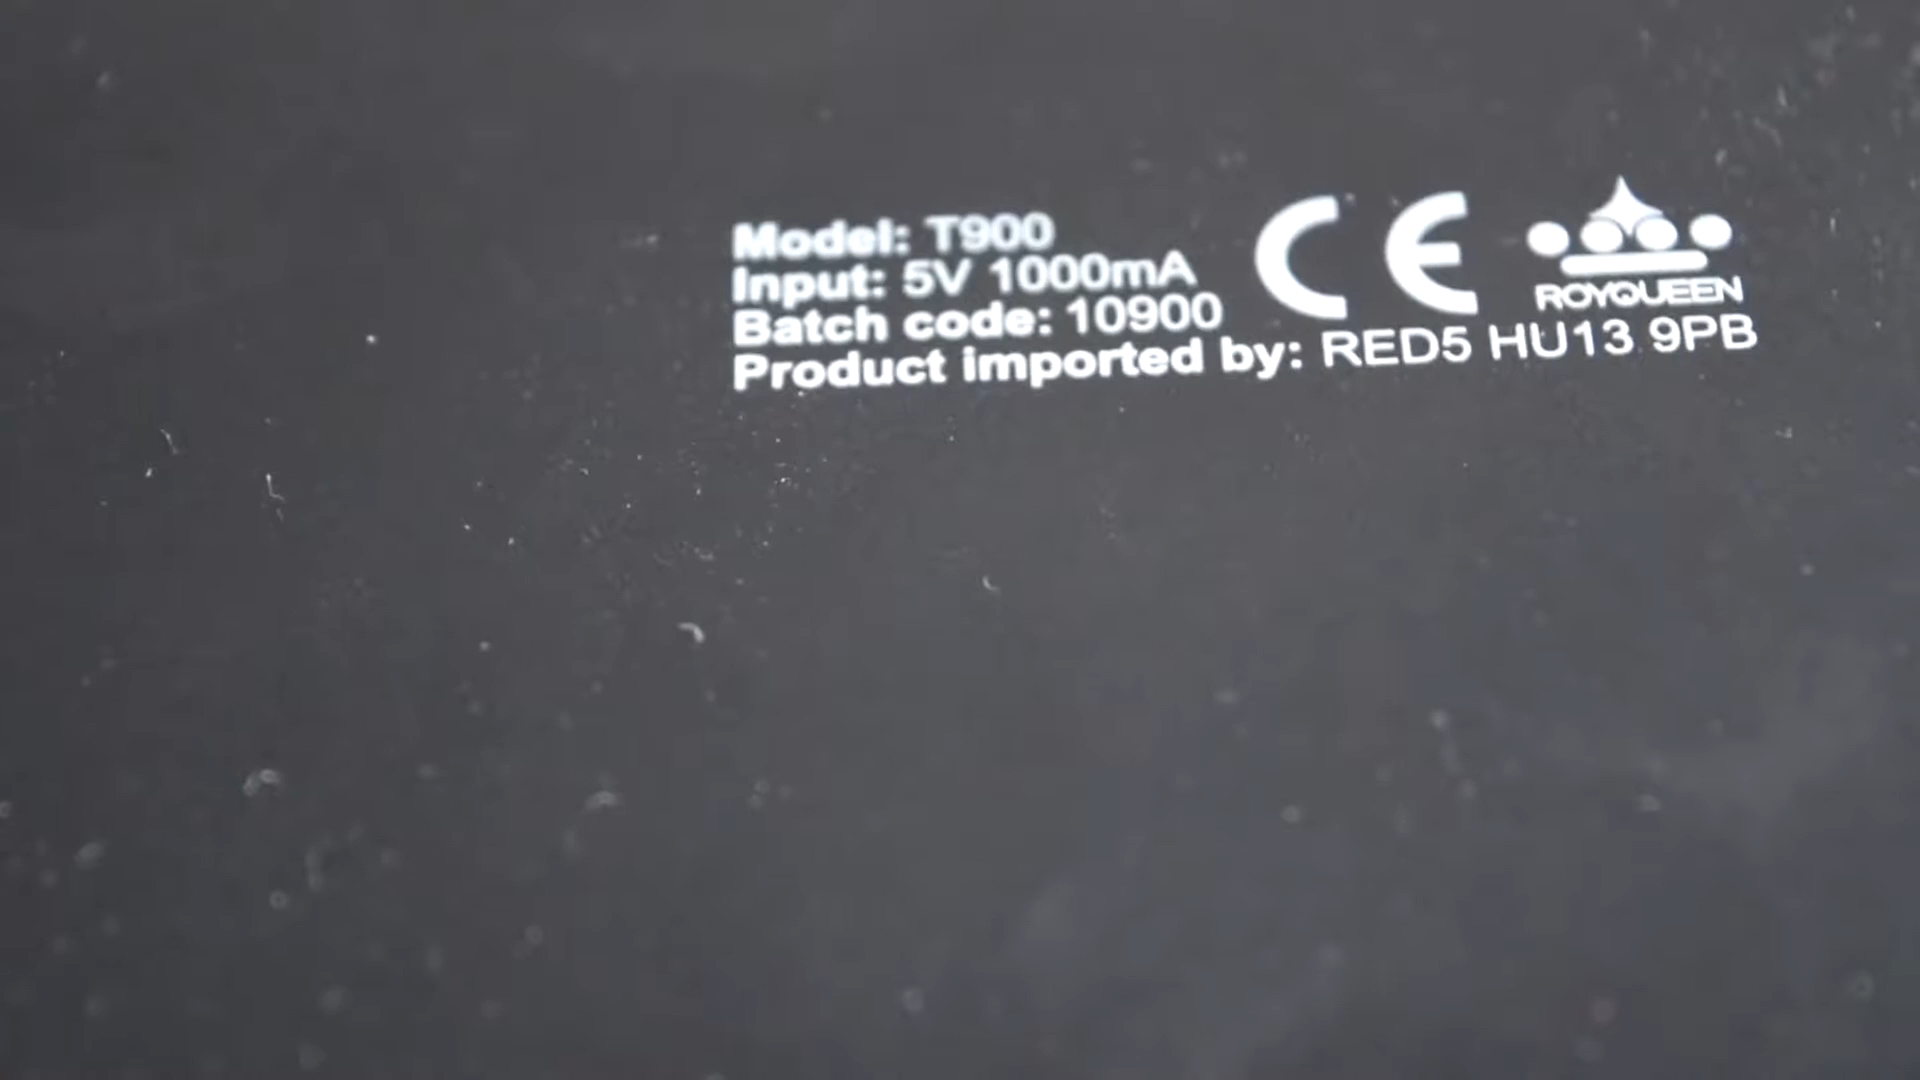 Model: T900
Input: 5V 1000mA
Batch code: 10900
Product imported by: RED5 HU13 9PB
CE
ROYQUEEN